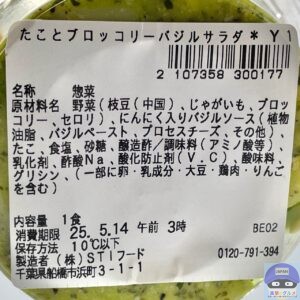 たことブロッコリーバジルサラダ* Y1
2 107358 300177
名称 惣菜
原材料名 野菜(枝豆(中国)、じゃがいも、ブロッ
コリー、セロリ)、にんにく入りバジルソース(植物
油脂、バジルペースト、プロセスチーズ、その他)、
たこ、食塩、砂糖、醸造酢/調味料(アミノ酸等)、
乳化剤、酢酸Na、酸化防止剤(V.C)、酸味料、
グリシン、(一部に卵・乳成分・大豆・鶏肉・りんご
を含む)
内容量 1食
消費期限 25. 5.14 午前 3時 BE02
保存方法 10℃以下
製造者 (株)STIフード 0120-791-394
千葉県船橋市浜町3-1-1